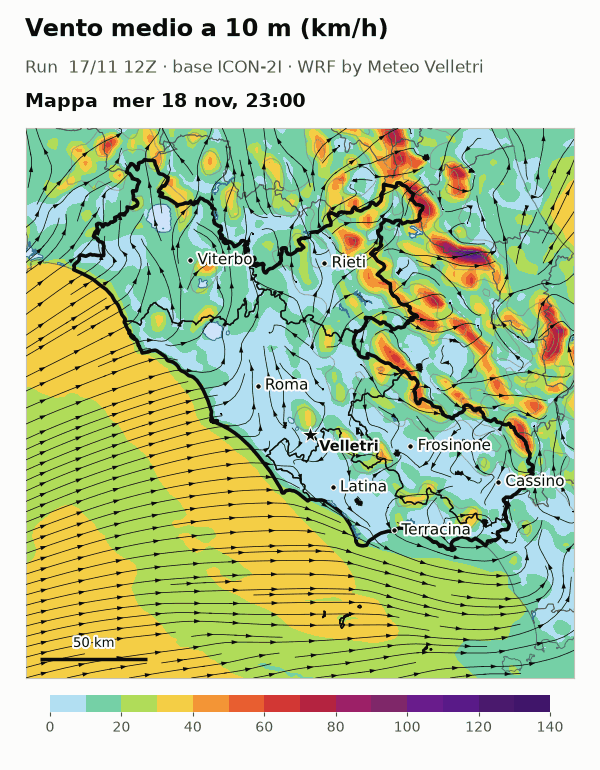 Vento medio a 10 m (km/h)
Run 17/11 12Z · base ICON-2I · WRF by Meteo Velletri
Mappa mer 18 nov, 23:00
Viterbo
Rieti
Roma
Velletri
Frosinone
Latina
Cassino
Terracina
50 km
0 20 40 60 80 100 120 140